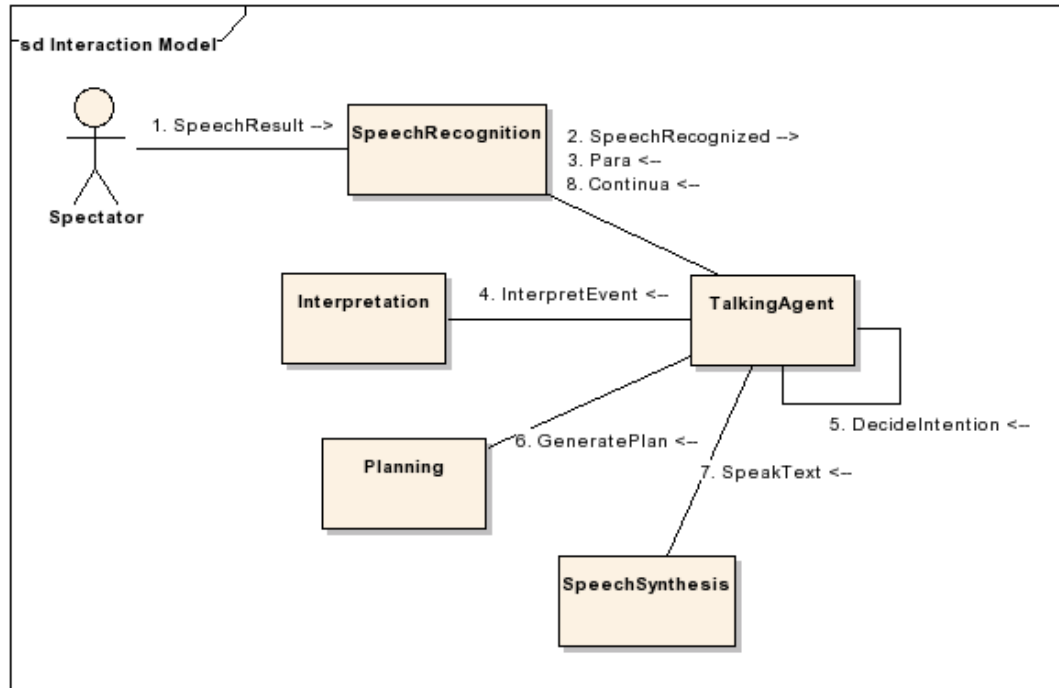 sd Interaction Model
1. SpeechResult -->
SpeechRecognition
2. SpeechRecognized -->
3. Para <--
8. Continua <--
Spectator
Interpretation
4. InterpretEvent <--
TalkingAgent
5. DecideIntention <--
6. GeneratePlan <--
Planning
7. SpeakText <--
SpeechSynthesis